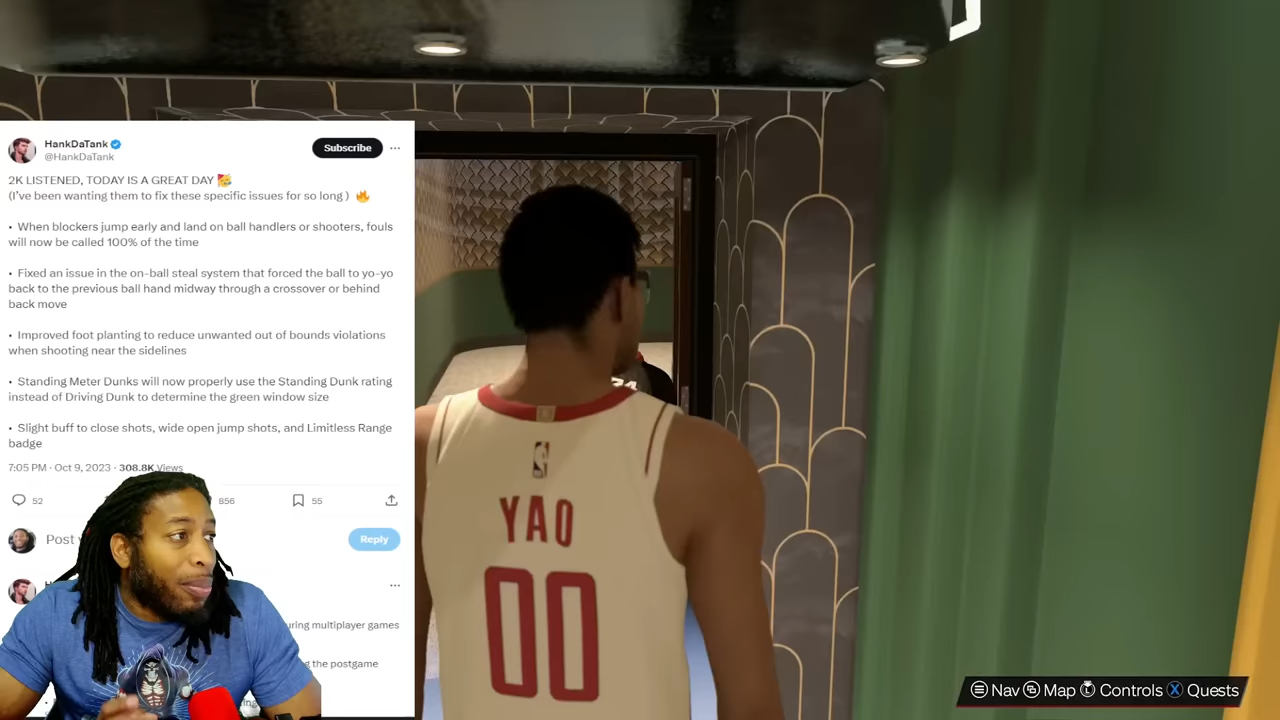 HankDaTank
@HankDaTank
Subscribe
2K LISTENED, TODAY IS A GREAT DAY 🥳
(I've been wanting them to fix these specific issues for so long ) 🔥
• When blockers jump early and land on ball handlers or shooters, fouls
will now be called 100% of the time
• Fixed an issue in the on-ball steal system that forced the ball to yo-yo
back to the previous ball hand midway through a crossover or behind
back move
• Improved foot planting to reduce unwanted out of bounds violations
when shooting near the sidelines
• Standing Meter Dunks will now properly use the Standing Dunk rating
instead of Driving Dunk to determine the green window size
• Slight buff to close shots, wide open jump shots, and Limitless Range
badge
7:05 PM · Oct 9, 2023 · 308.8K Views
52
856
55
Post
Reply
uring multiplayer games
the postgame
YAO
00
Nav Map Controls X Quests